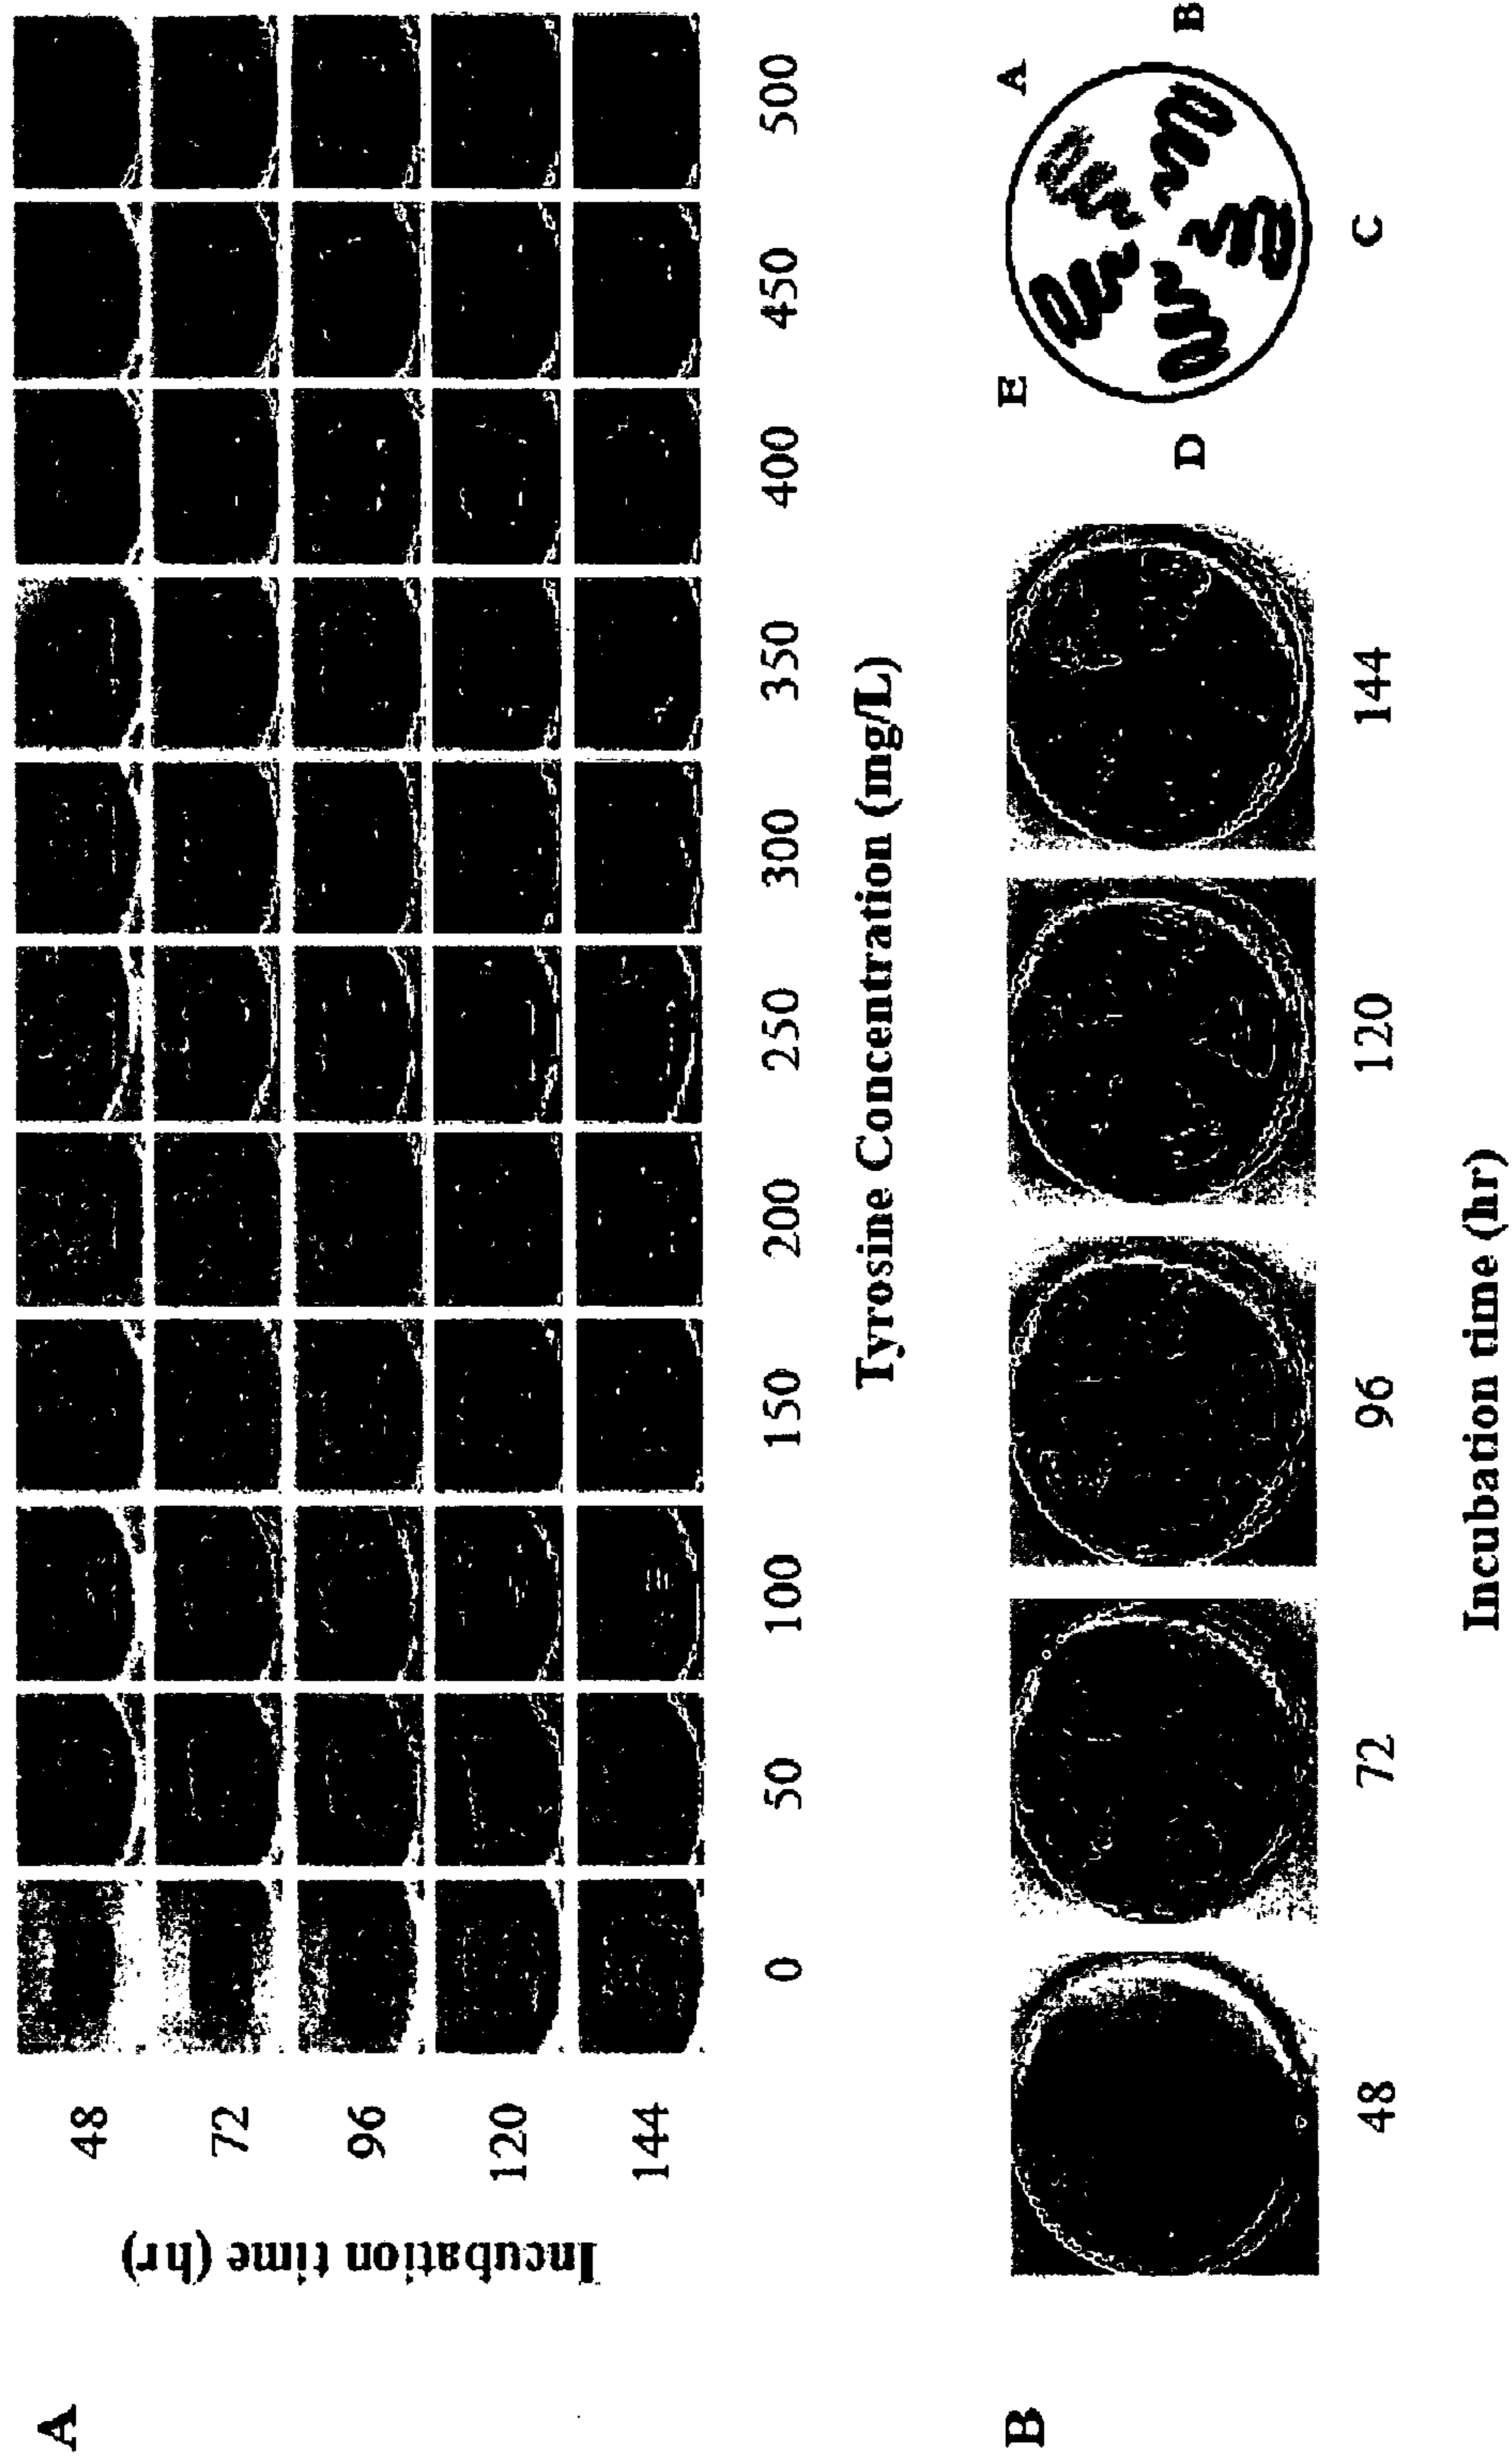 A
Incubation time (hr)
48
72
96
120
144
0 50 100 150 200 250 300 350 400 450 500
Tyrosine Concentration (mg/L)
B
48 72 96 120 144
Incubation time (hr)
A
B
C
D
E